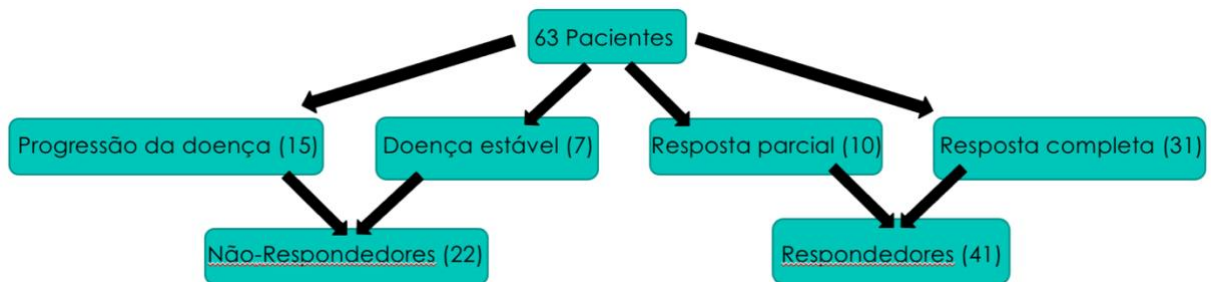 63 Pacientes
Progressão da doença (15)
Doença estável (7)
Resposta parcial (10)
Resposta completa (31)
Não-Respondedores (22)
Respondedores (41)